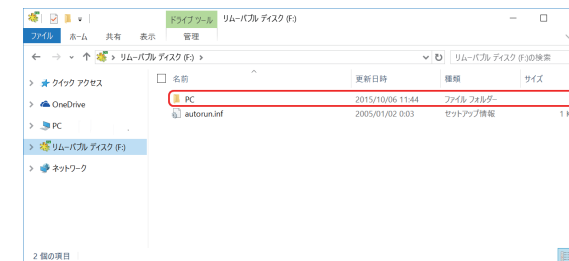 ドライブ ツール リムーバブル ディスク (F:)
ファイル ホーム 共有 表示 管理
リムーバブル ディスク (F:) リムーバブル ディスク (F:)の検索
名前 更新日時 種類 サイズ
クイック アクセス
OneDrive
PC
リムーバブル ディスク (F:)
ネットワーク
PC 2015/10/06 11:44 ファイル フォルダー
autorun.inf 2005/01/02 0:03 セットアップ情報 1 K
2 個の項目